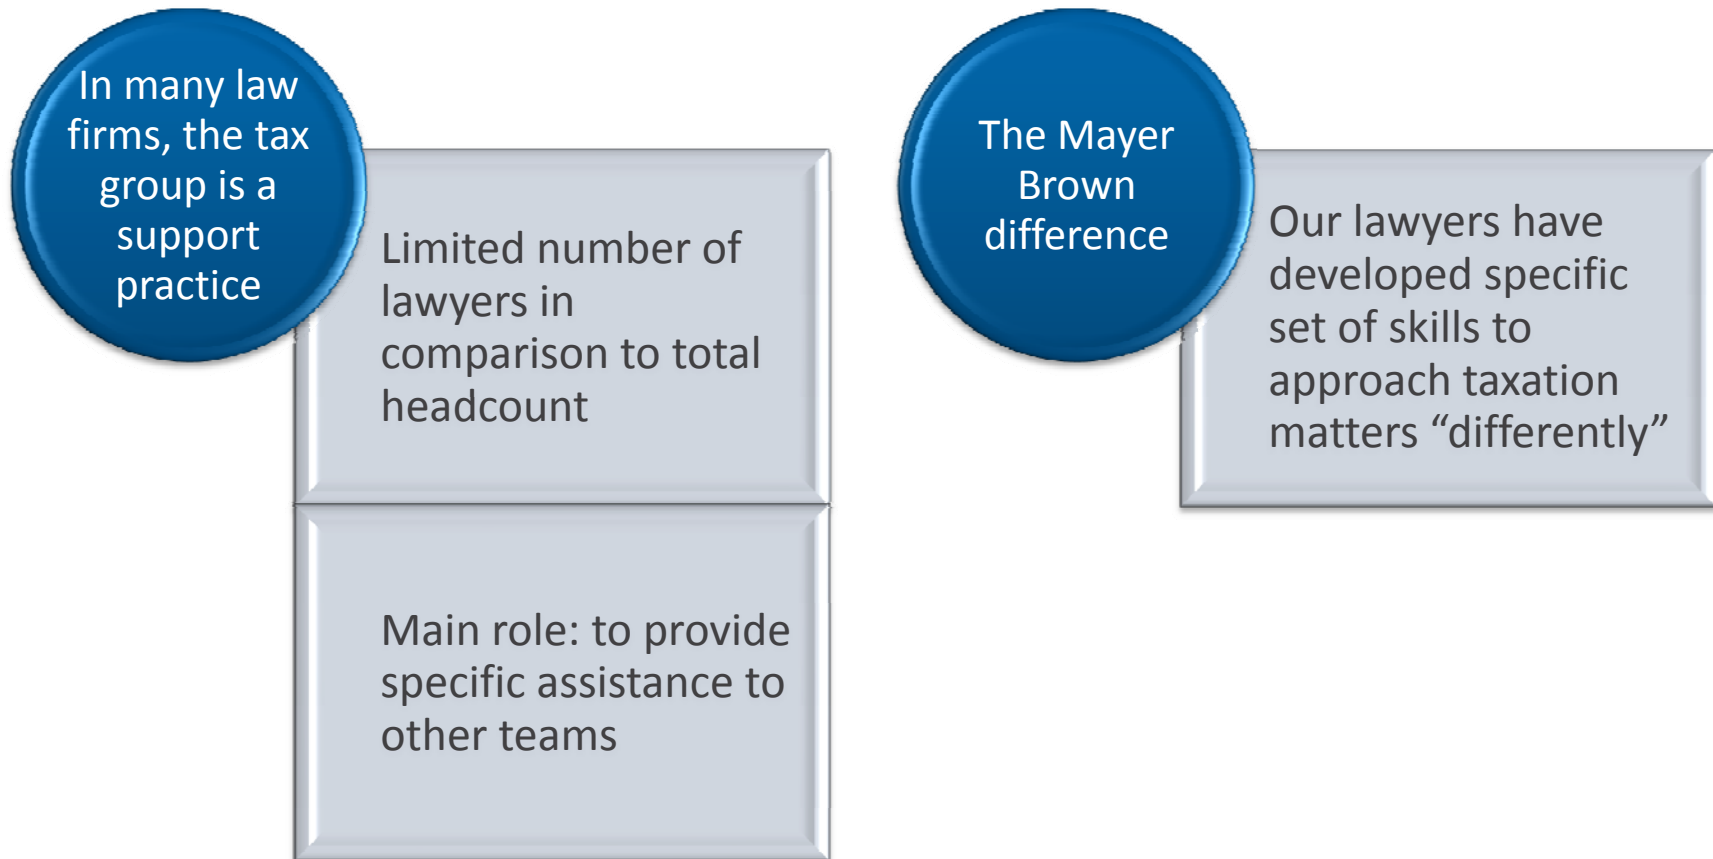 In many law
firms, the tax
group is a
support
practice
Limited number of
lawyers in
comparison to total
headcount
Main role: to provide
specific assistance to
other teams
The Mayer
Brown
difference
Our lawyers have
developed specific
set of skills to
approach taxation
matters “differently”